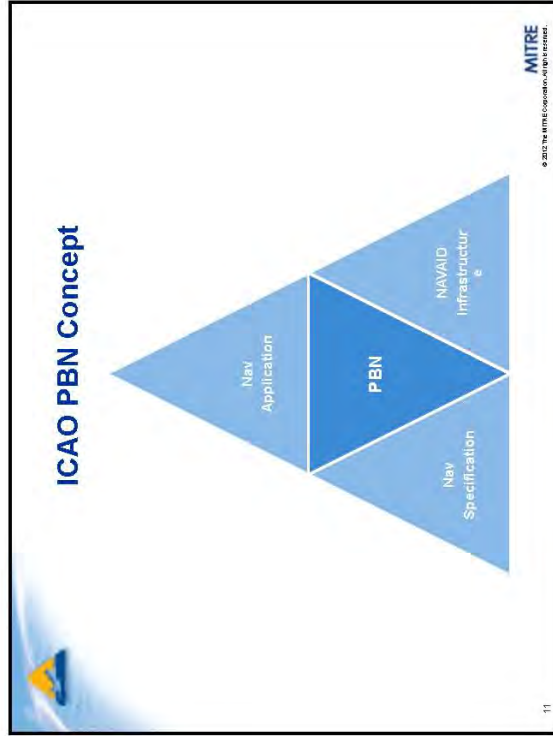 ICAO PBN Concept
Nav
Application
PBN
Nav
Specification
NAVAID
Infrastructur
e
11
MITRE
© 2012 The MITRE Corporation. All rights reserved.